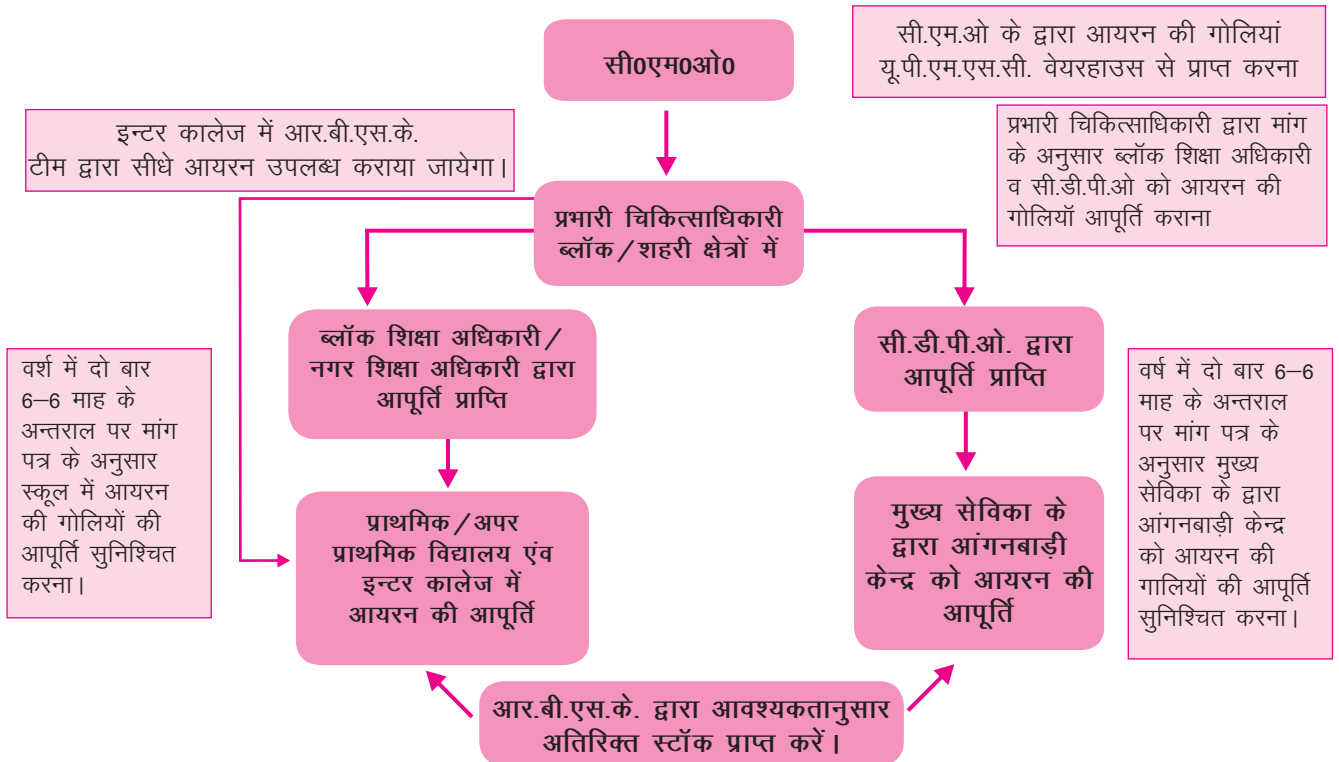 सी0एम0ओ0
सी.एम.ओ के द्वारा आयरन की गोलियां
यू.पी.एम.एस.सी. वेयरहाउस से प्राप्त करना
इन्टर कालेज में आर.बी.एस.के.
टीम द्वारा सीधे आयरन उपलब्ध कराया जायेगा।
प्रभारी चिकित्साधिकारी द्वारा मांग
के अनुसार ब्लॉक शिक्षा अधिकारी
व सी.डी.पी.ओ को आयरन की
गोलियॉ आपूर्ति कराना
प्रभारी चिकित्साधिकारी
ब्लॉक/शहरी क्षेत्रों में
ब्लॉक शिक्षा अधिकारी/
नगर शिक्षा अधिकारी द्वारा
आपूर्ति प्राप्ति
सी.डी.पी.ओ. द्वारा
आपूर्ति प्राप्ति
वर्श में दो बार
6–6 माह के
अन्तराल पर मांग
पत्र के अनुसार
स्कूल में आयरन
की गोलियों की
आपूर्ति सुनिश्चित
करना।
वर्ष में दो बार 6–6
माह के अन्तराल
पर मांग पत्र के
अनुसार मुख्य
सेविका के द्वारा
आंगनबाड़ी केन्द्र
को आयरन की
गालियों की आपूर्ति
सुनिश्चित करना।
प्राथमिक/अपर
प्राथमिक विद्यालय एंव
इन्टर कालेज में
आयरन की आपूर्ति
मुख्य सेविका के
द्वारा आंगनबाड़ी
केन्द्र को आयरन की
आपूर्ति
आर.बी.एस.के. द्वारा आवश्यकतानुसार
अतिरिक्त स्टॉक प्राप्त करें।